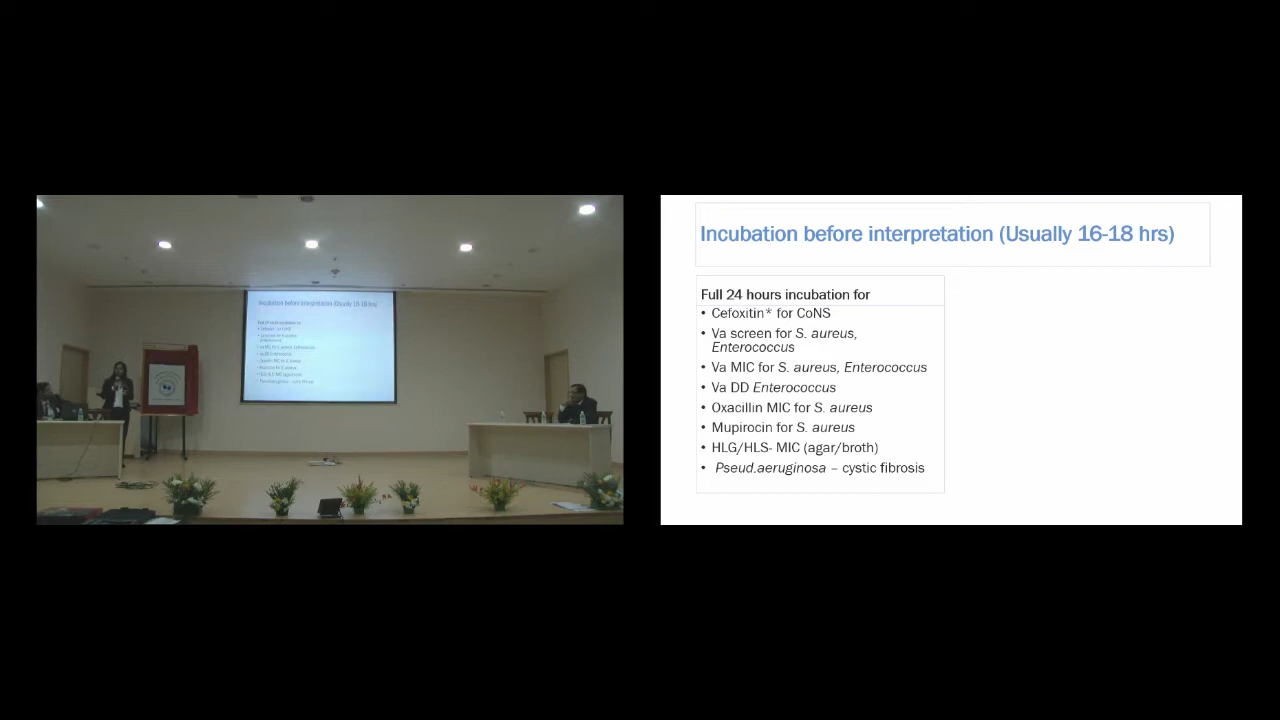 Incubation before interpretation (Usually 16-18 hrs)
Full 24 hours incubation for
• Cefoxitin* for CoNS
• Va screen for S. aureus,
Enterococcus
• Va MIC for S. aureus, Enterococcus
• Va DD Enterococcus
• Oxacillin MIC for S. aureus
• Mupirocin for S. aureus
• HLG/HLS- MIC (agar/broth)
• Pseud.aeruginosa – cystic fibrosis